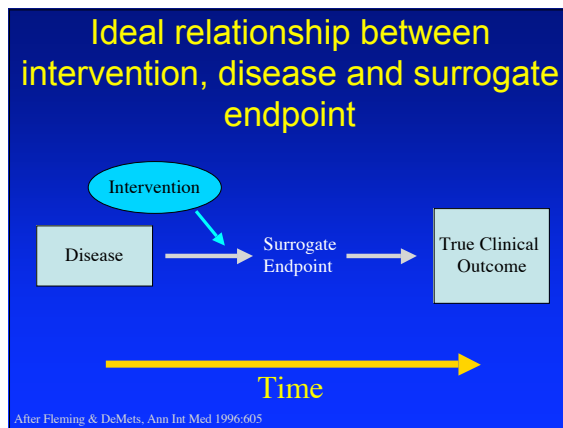 Ideal relationship between
intervention, disease and surrogate
endpoint
Intervention
Disease
Surrogate
Endpoint
True Clinical
Outcome
Time
After Fleming & DeMets, Ann Int Med 1996:605